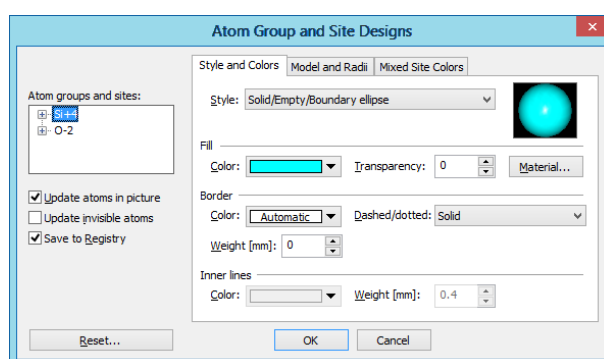 Atom Group and Site Designs
Style and Colors Model and Radii Mixed Site Colors
Atom groups and sites:
Si+4
O-2
Update atoms in picture
Update invisible atoms
Save to Registry
Style: Solid/Empty/Boundary ellipse
Fill
Color: Transparency: 0 Material...
Border
Color: Automatic Dashed/dotted: Solid
Weight [mm]: 0
Inner lines
Color: Weight [mm]: 0.4
Reset... OK Cancel